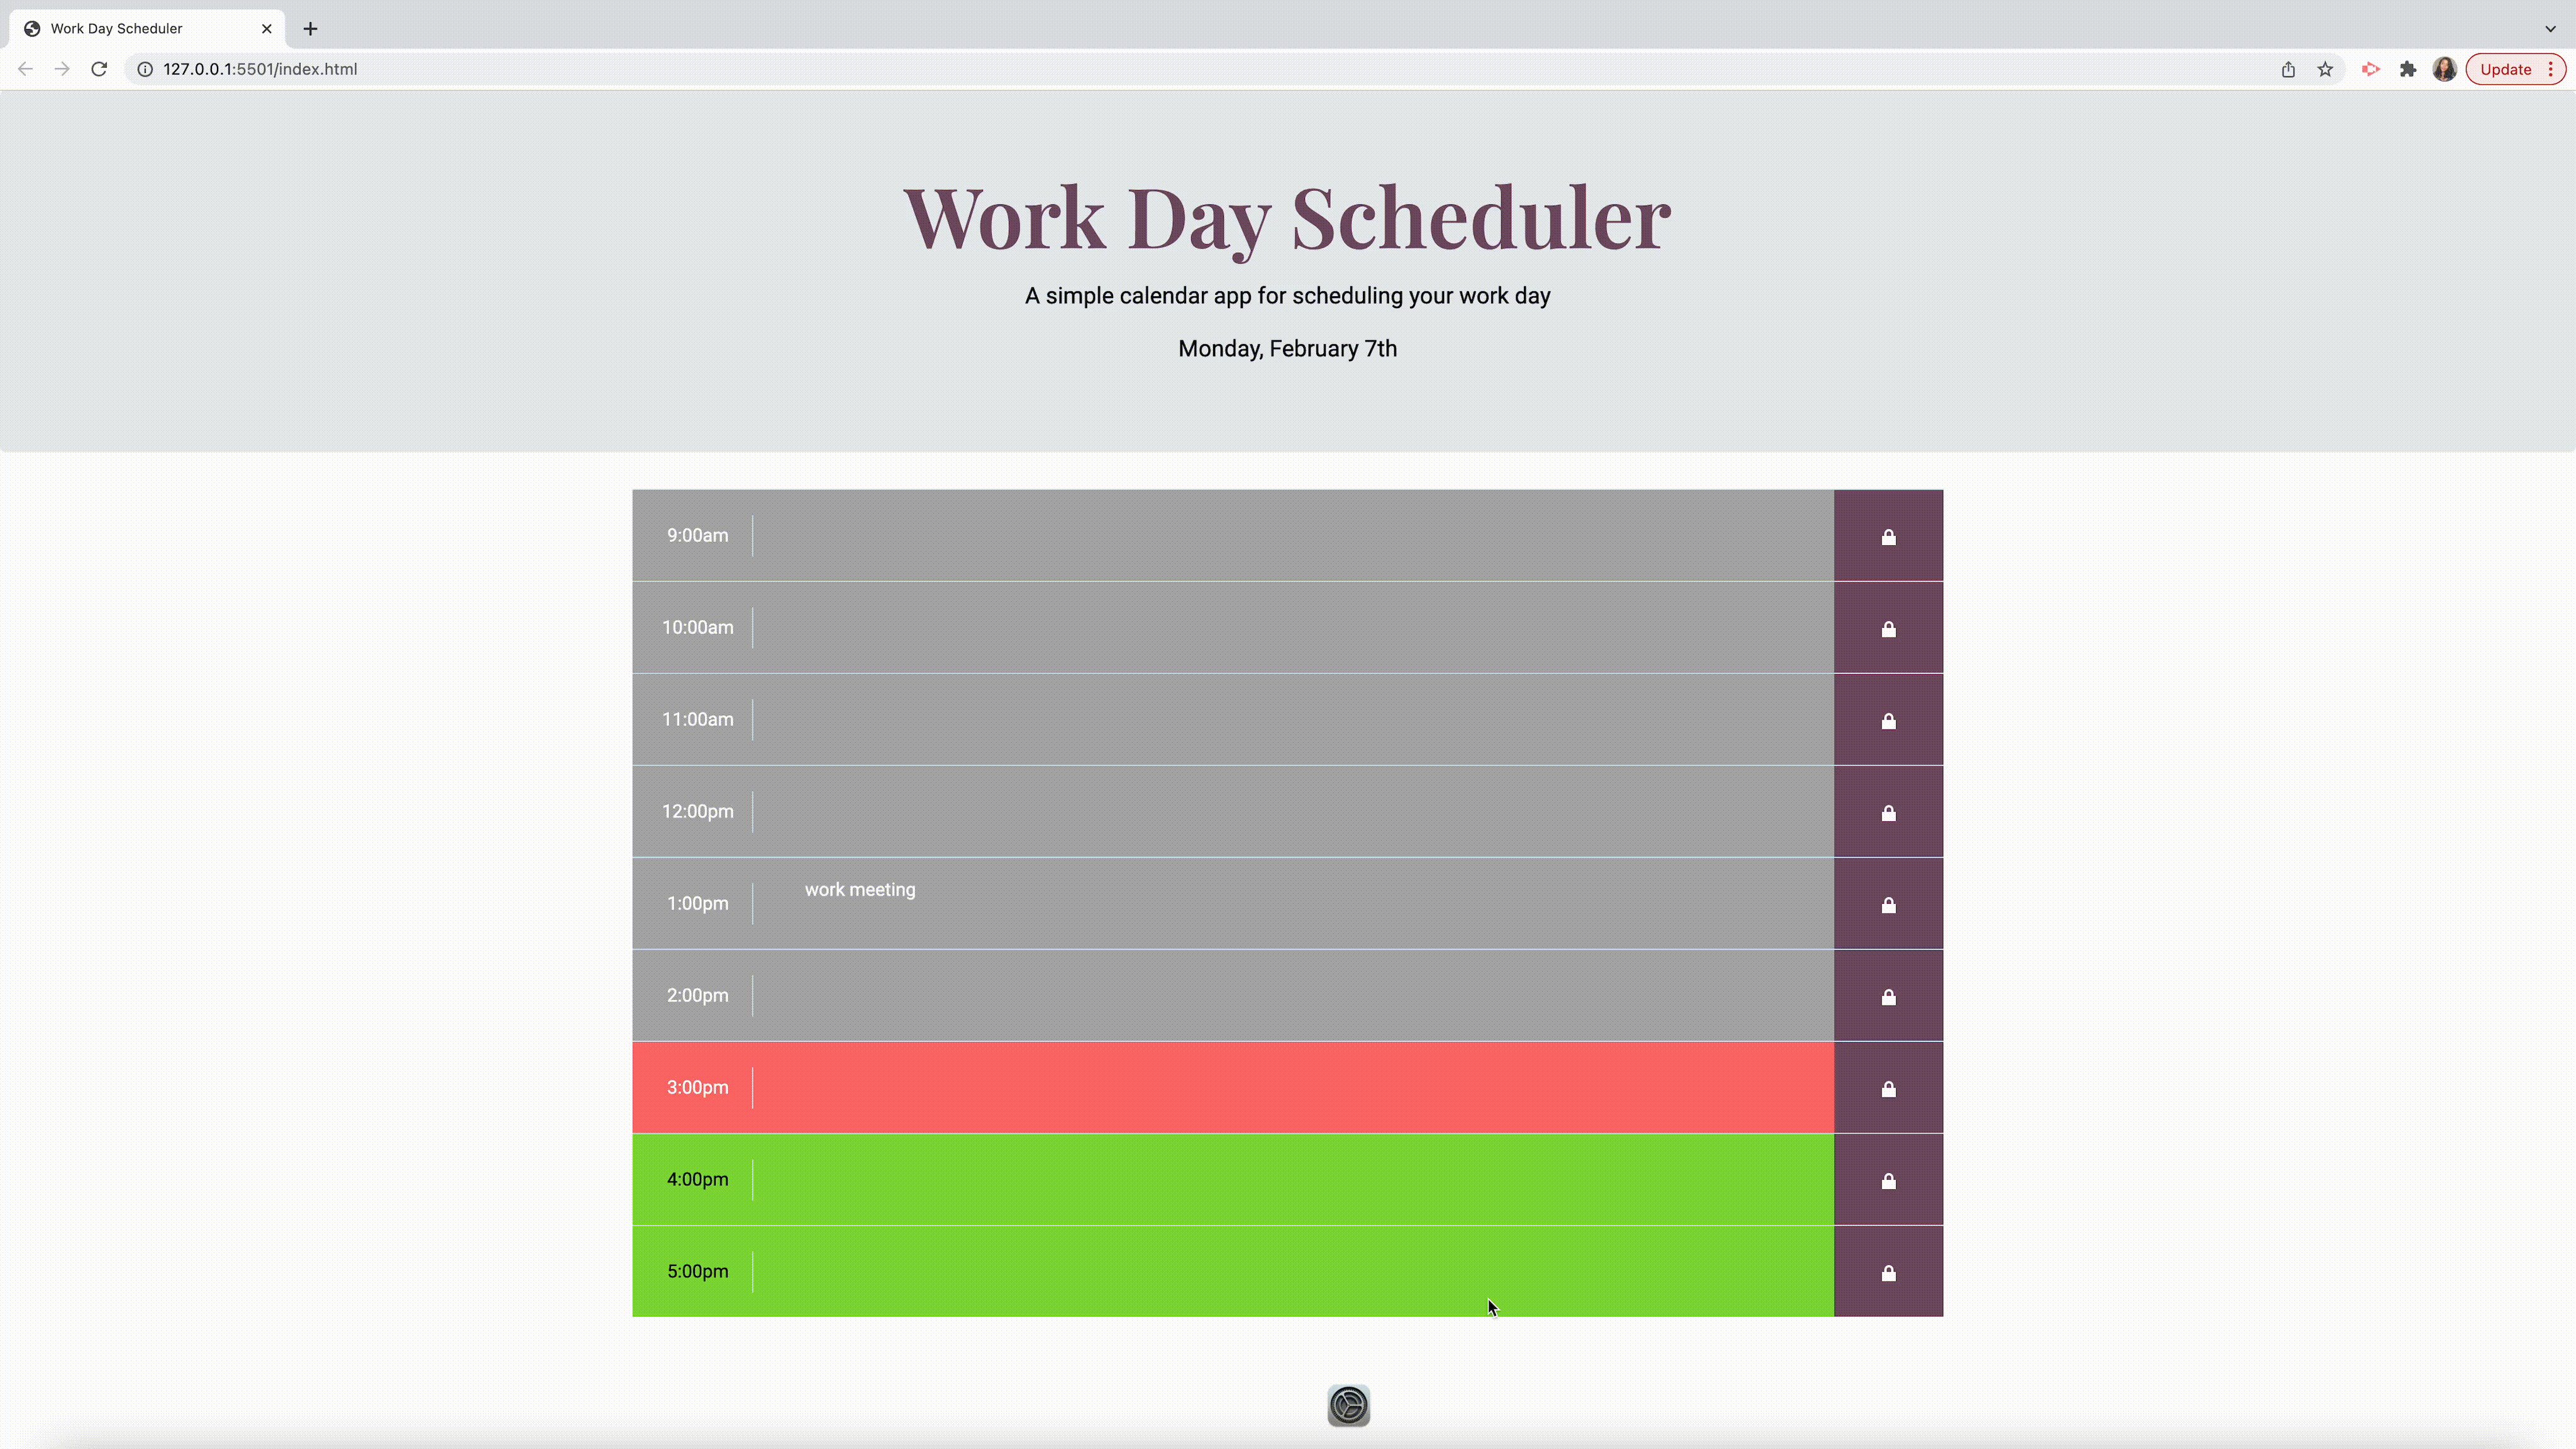 Work Day Scheduler
127.0.0.1:5501/index.html
Update
Work Day Scheduler
A simple calendar app for scheduling your work day
Monday, February 7th
9:00am
10:00am
11:00am
12:00pm
1:00pm work meeting
2:00pm
3:00pm
4:00pm
5:00pm